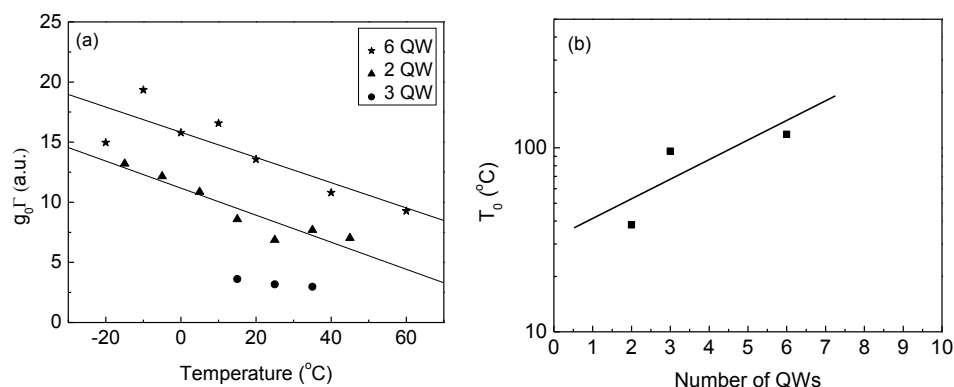 (a)
6 QW
2 QW
3 QW
25
20
15
10
5
0
g₀Γ (a.u.)
-20 0 20 40 60
Temperature (°C)
(b)
100
10
T₀ (°C)
0 1 2 3 4 5 6 7 8 9 10
Number of QWs